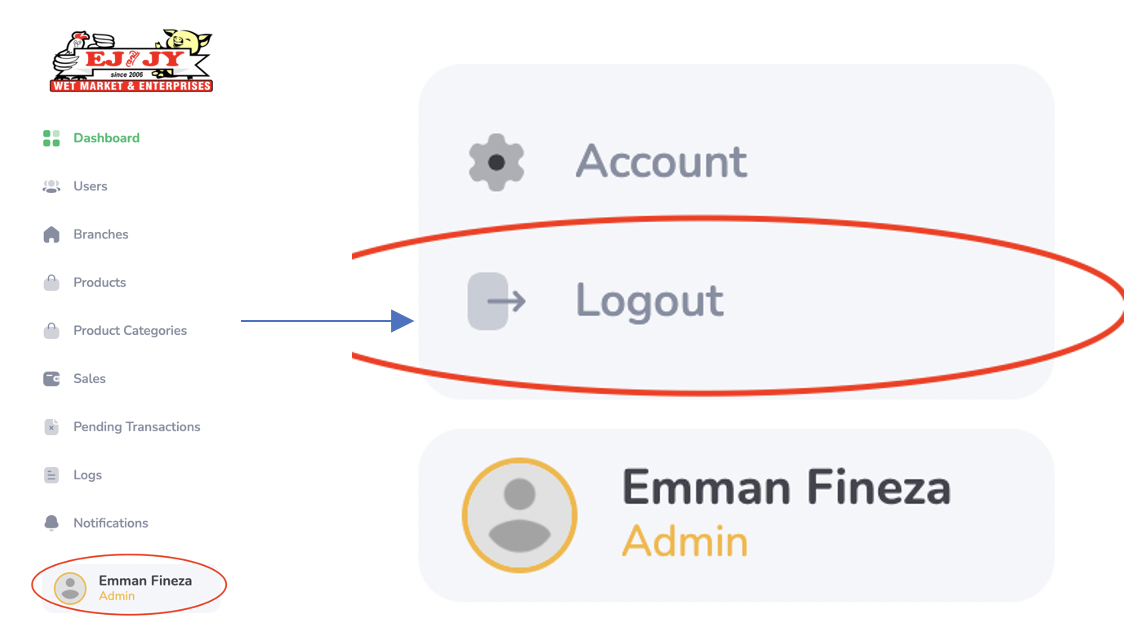 EJ JY
since 2006
WET MARKET & ENTERPRISES
Dashboard
Users
Branches
Products
Product Categories
Sales
Pending Transactions
Logs
Notifications
Emman Fineza
Admin
Account
Logout
Emman Fineza
Admin